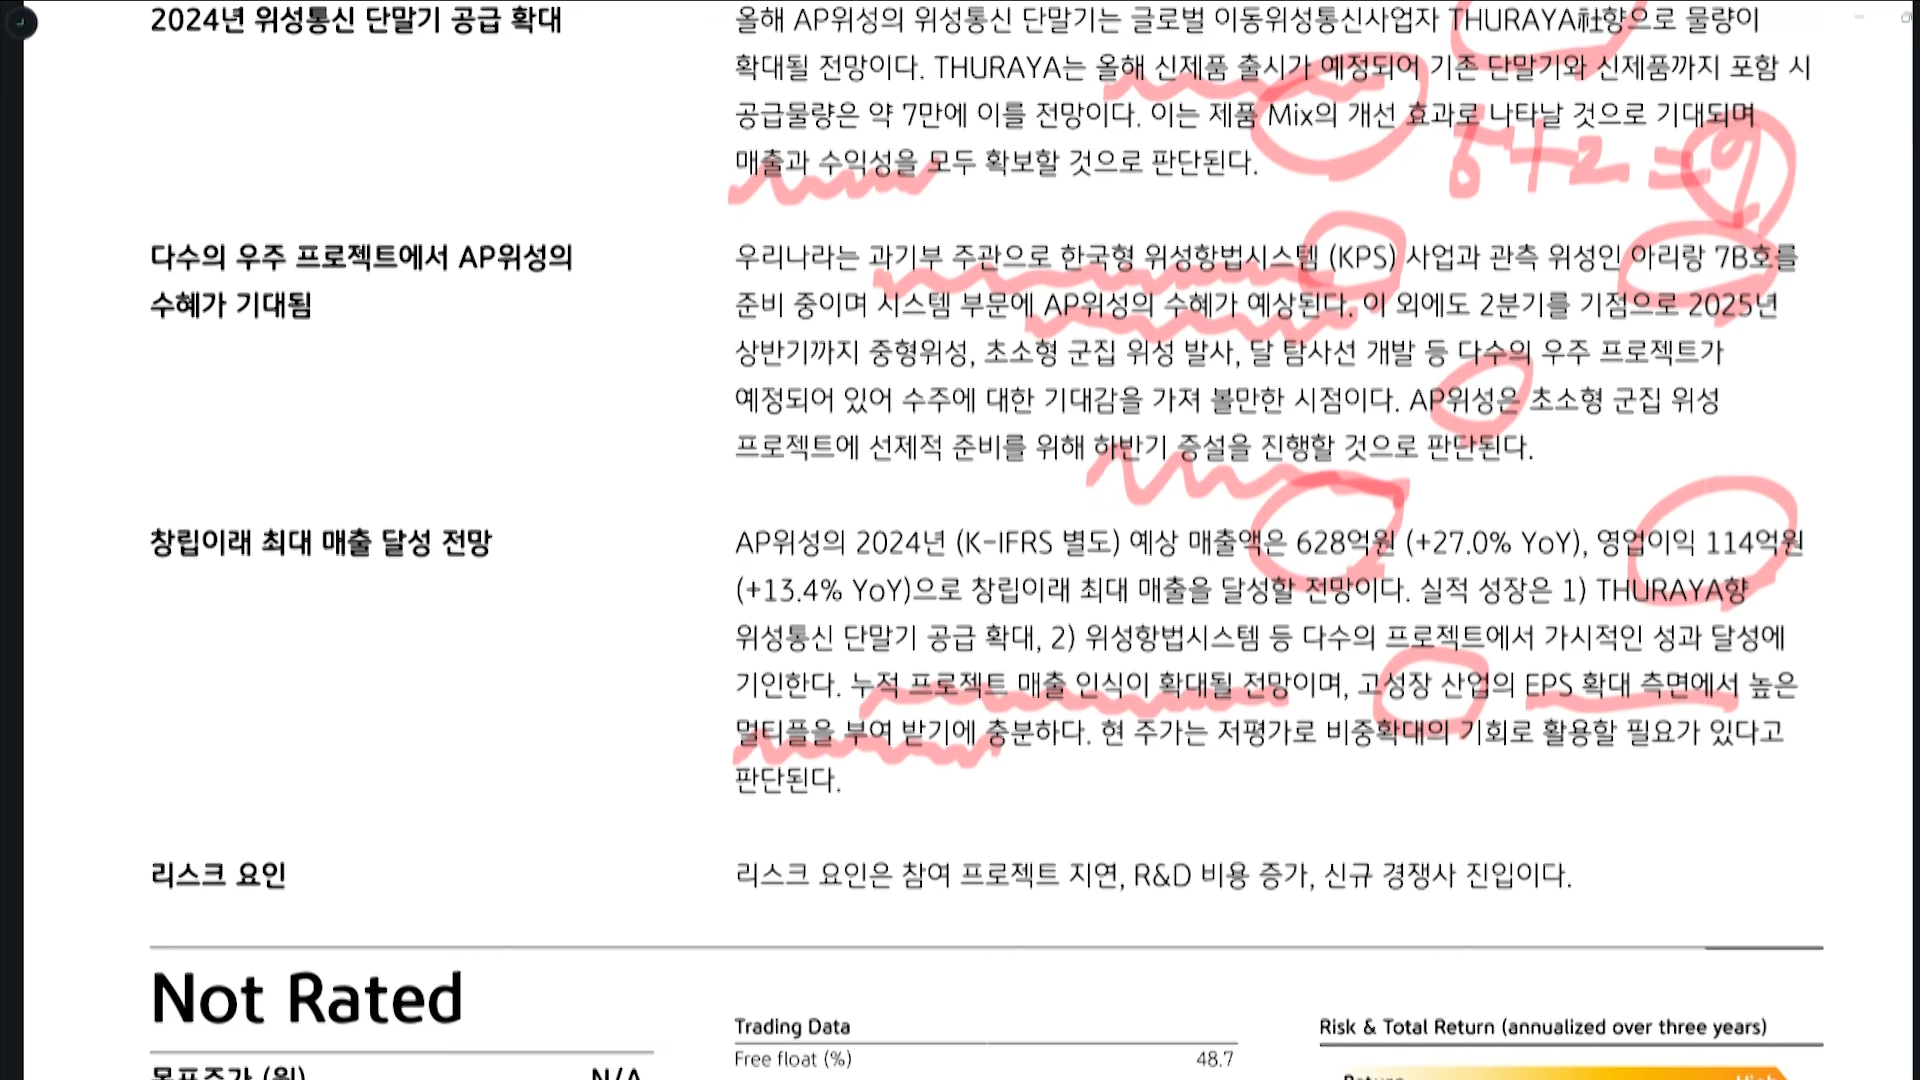 2024년 위성통신 단말기 공급 확대
올해 AP위성의 위성통신 단말기는 글로벌 이동위성통신사업자 THURAYA社향으로 물량이
확대될 전망이다. THURAYA는 올해 신제품 출시가 예정되어 기존 단말기와 신제품까지 포함 시
공급물량은 약 7만에 이를 전망이다. 이는 제품 Mix의 개선 효과로 나타날 것으로 기대되며
매출과 수익성을 모두 확보할 것으로 판단된다.
다수의 우주 프로젝트에서 AP위성의
수혜가 기대됨
우리나라는 과기부 주관으로 한국형 위성항법시스템 (KPS) 사업과 관측 위성인 아리랑 7B호를
준비 중이며 시스템 부문에 AP위성의 수혜가 예상된다. 이 외에도 2분기를 기점으로 2025년
상반기까지 중형위성, 초소형 군집 위성 발사, 달 탐사선 개발 등 다수의 우주 프로젝트가
예정되어 있어 수주에 대한 기대감을 가져 볼만한 시점이다. AP위성은 초소형 군집 위성
프로젝트에 선제적 준비를 위해 하반기 증설을 진행할 것으로 판단된다.
창립이래 최대 매출 달성 전망
AP위성의 2024년 (K-IFRS 별도) 예상 매출액은 628억원 (+27.0% YoY), 영업이익 114억원
(+13.4% YoY)으로 창립이래 최대 매출을 달성할 전망이다. 실적 성장은 1) THURAYA향
위성통신 단말기 공급 확대, 2) 위성항법시스템 등 다수의 프로젝트에서 가시적인 성과 달성에
기인한다. 누적 프로젝트 매출 인식이 확대될 전망이며, 고성장 산업의 EPS 확대 측면에서 높은
멀티플을 부여 받기에 충분하다. 현 주가는 저평가로 비중확대의 기회로 활용할 필요가 있다고
판단된다.
리스크 요인
리스크 요인은 참여 프로젝트 지연, R&D 비용 증가, 신규 경쟁사 진입이다.
Not Rated
목표주가 (원) N/A
Trading Data
Free float (%) 48.7
Risk & Total Return (annualized over three years)
Return High